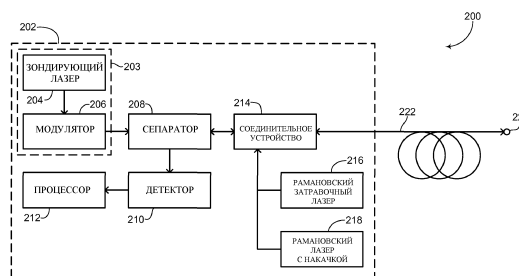 200
202
203
ЗОНДИРУЮЩИЙ
ЛАЗЕР
204
206
208
214
МОДУЛЯТОР
СЕПАРАТОР
СОЕДИНИТЕЛЬНОЕ
УСТРОЙСТВО
222
ПРОЦЕССОР
ДЕТЕКТОР
212
210
216
РАМАНОВСКИЙ
ЗАТРАВОЧНЫЙ
ЛАЗЕР
218
РАМАНОВСКИЙ
ЛАЗЕР
С НАКАЧКОЙ